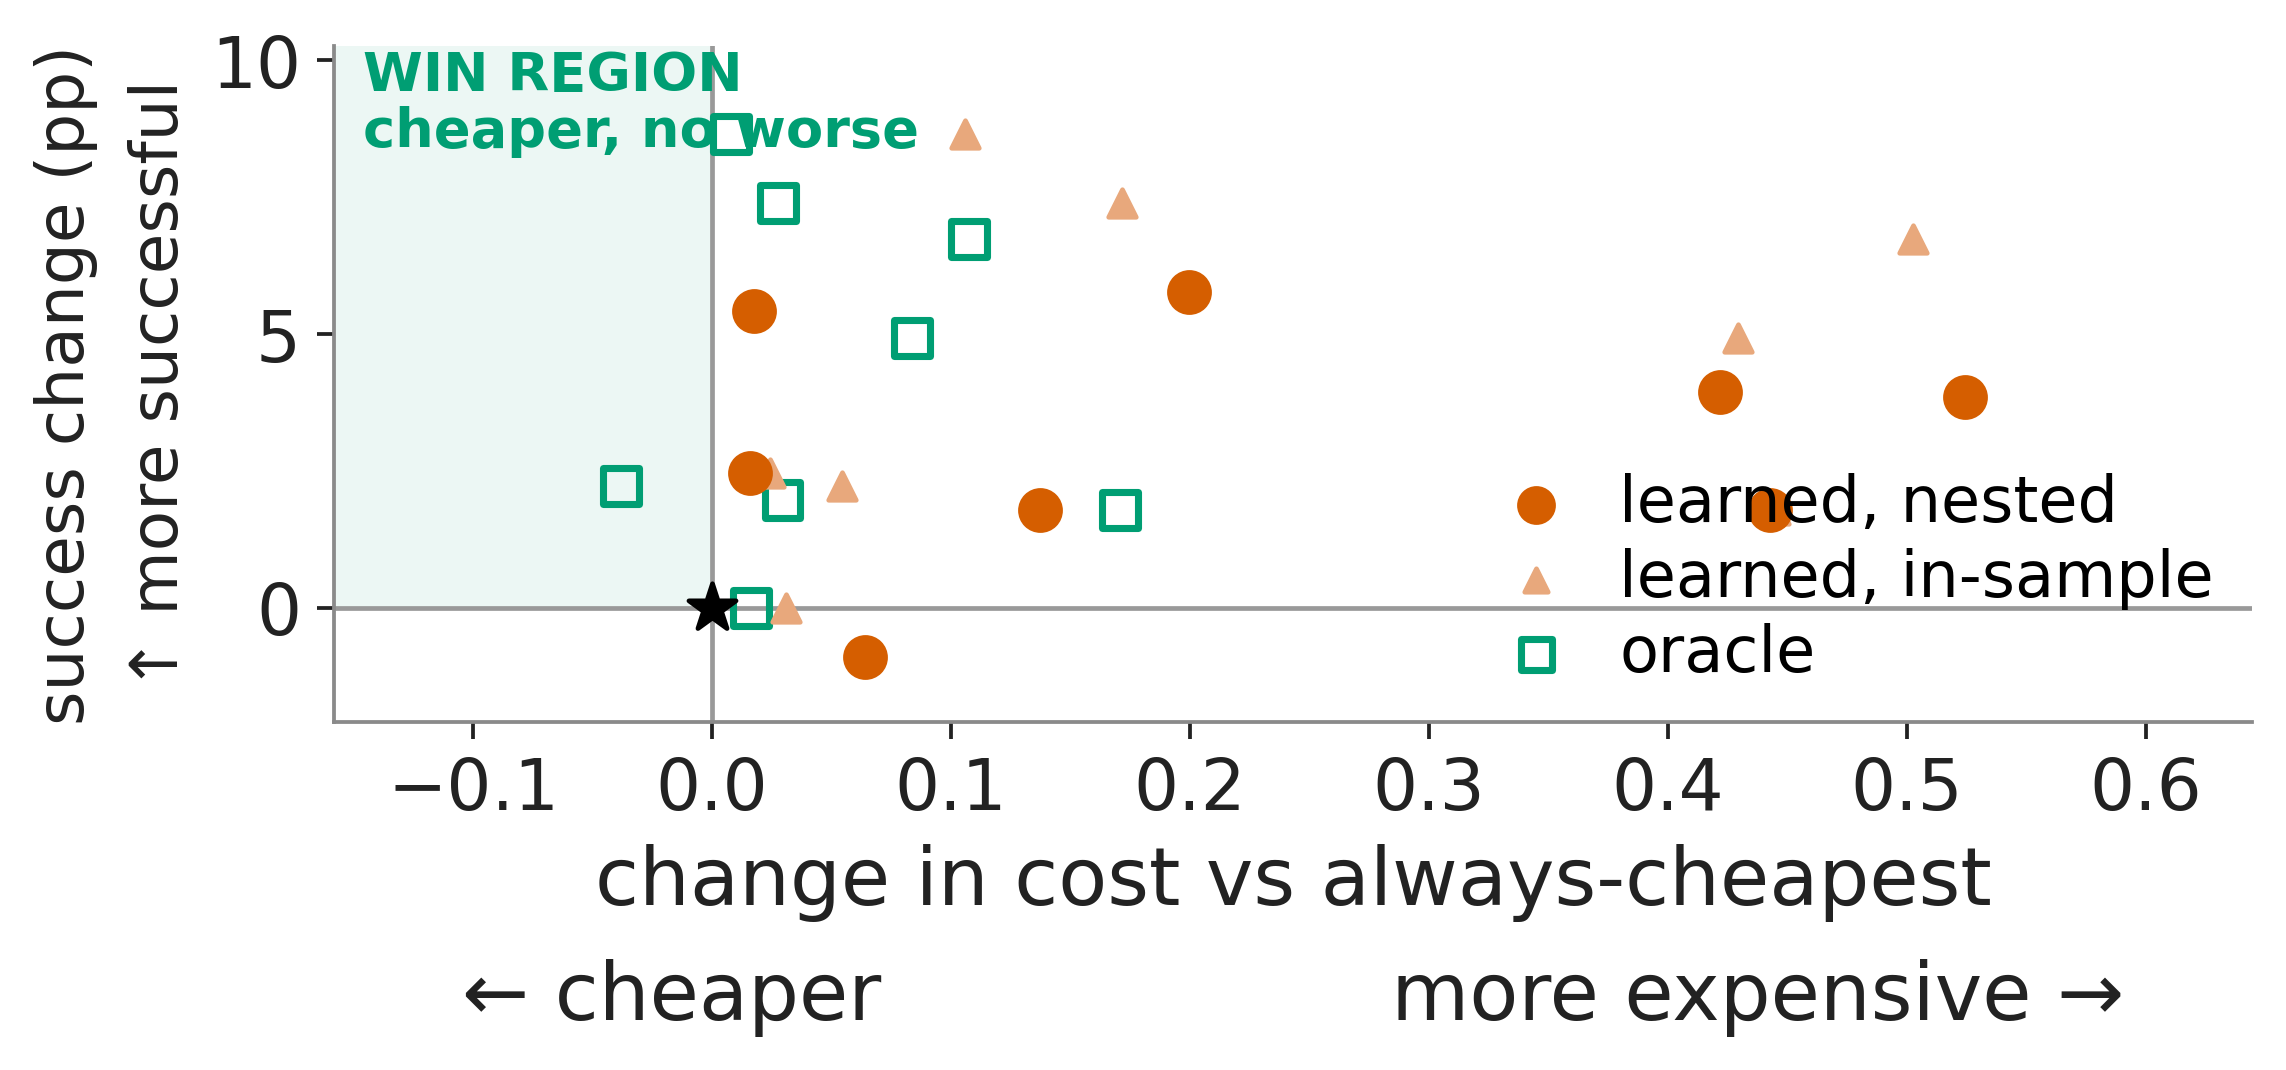 success change (pp)
↑ more successful
10
5
0
WIN REGION
cheaper, no worse
learned, nested
learned, in-sample
oracle
−0.1 0.0 0.1 0.2 0.3 0.4 0.5 0.6
change in cost vs always-cheapest
← cheaper more expensive →